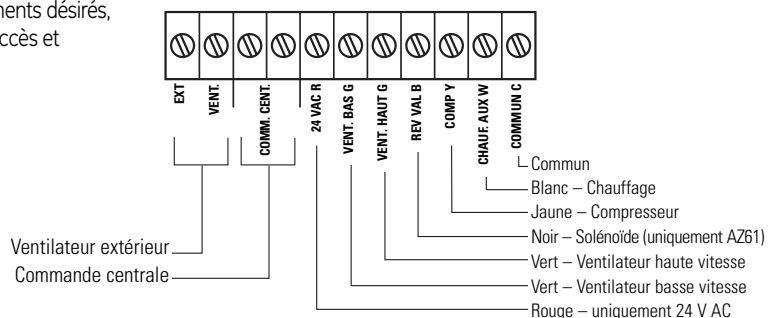 ments désirés,
ccès et
EXT
VENT.
COMM. CENT.
24 VAC R
VENT. BAS G
VENT. HAUT G
REV VAL B
COMP Y
CHAUF. AUX W
COMMUN C
Commun
Blanc – Chauffage
Jaune – Compresseur
Noir – Solénoïde (uniquement AZ61)
Vert – Ventilateur haute vitesse
Vert – Ventilateur basse vitesse
Rouge – uniquement 24 V AC
Ventilateur extérieur
Commande centrale